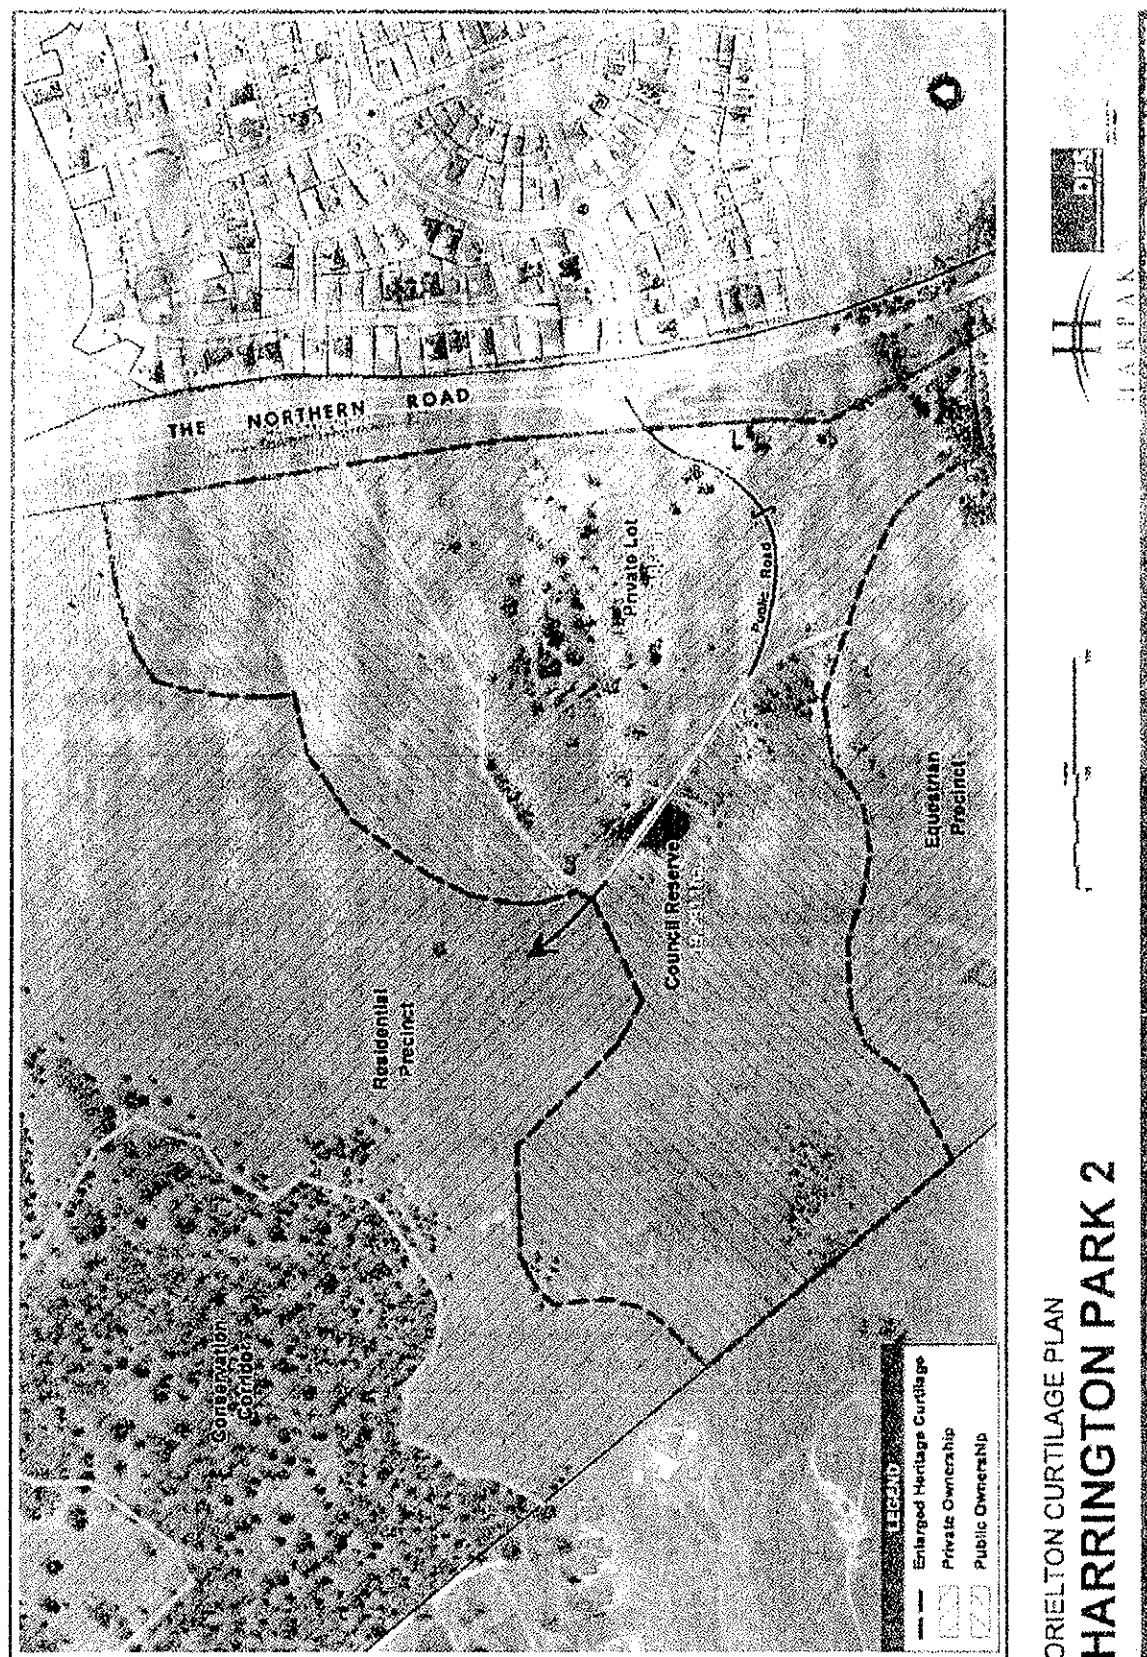 THE NORTHERN ROAD
Private Lot
Public Road
Residential
Precinct
Council Reserve
Equestrian
Precinct
Conservation
Corridor
LEGEND
Enlarged Heritage Curtilage
Private Ownership
Public Ownership
ORIELTON CURTILAGE PLAN
HARRINGTON PARK 2
HARPAK